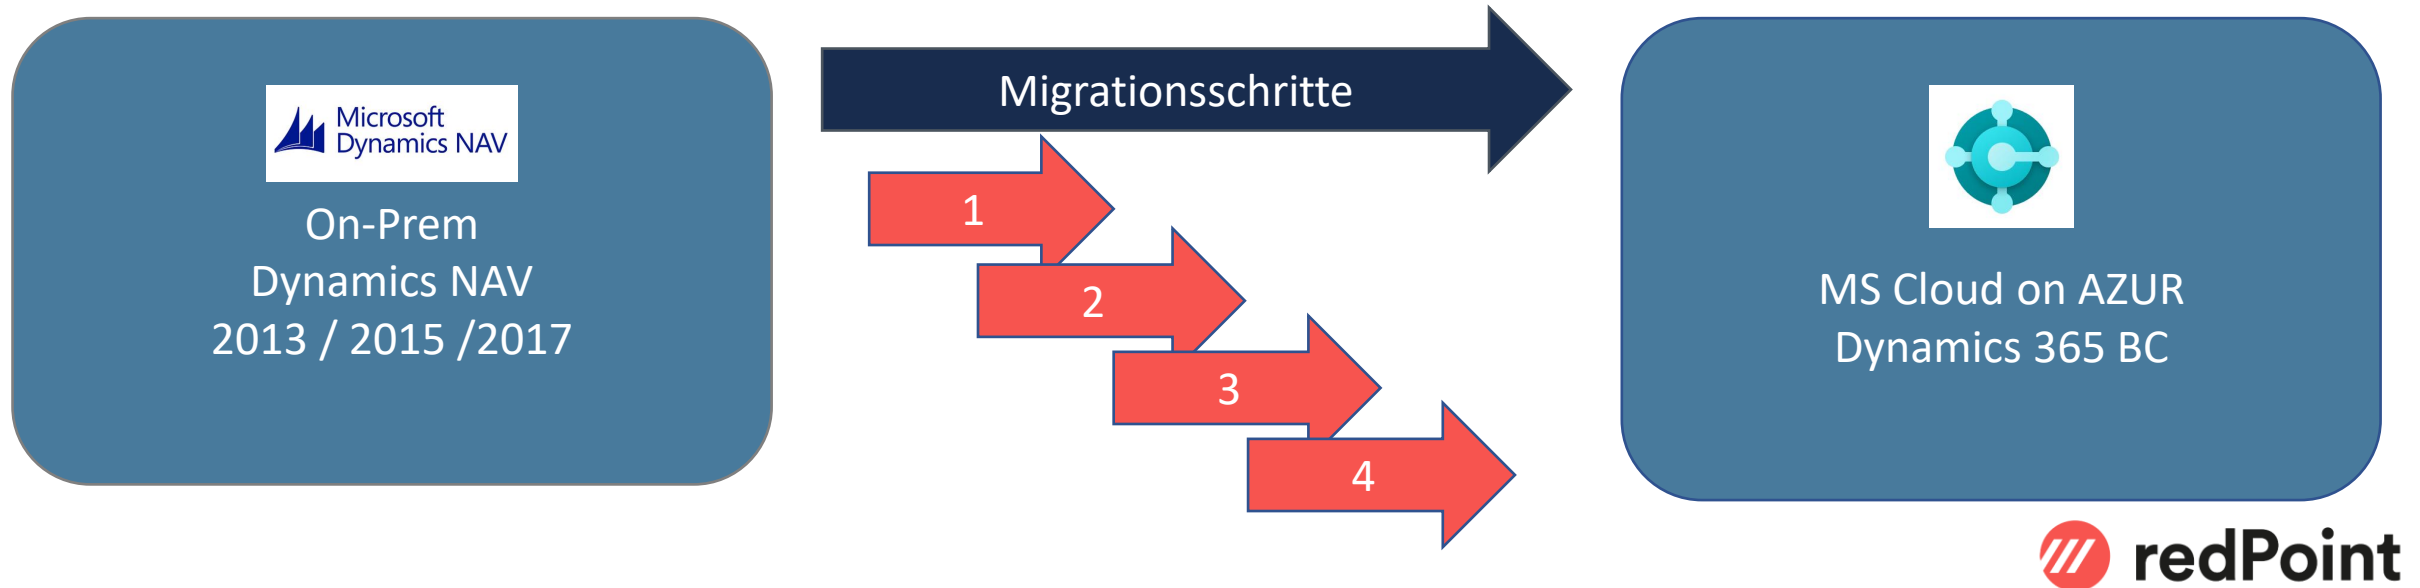 Microsoft
Dynamics NAV
On-Prem
Dynamics NAV
2013 / 2015 /2017
Migrationsschritte
1
2
3
4
MS Cloud on AZUR
Dynamics 365 BC
redPoint